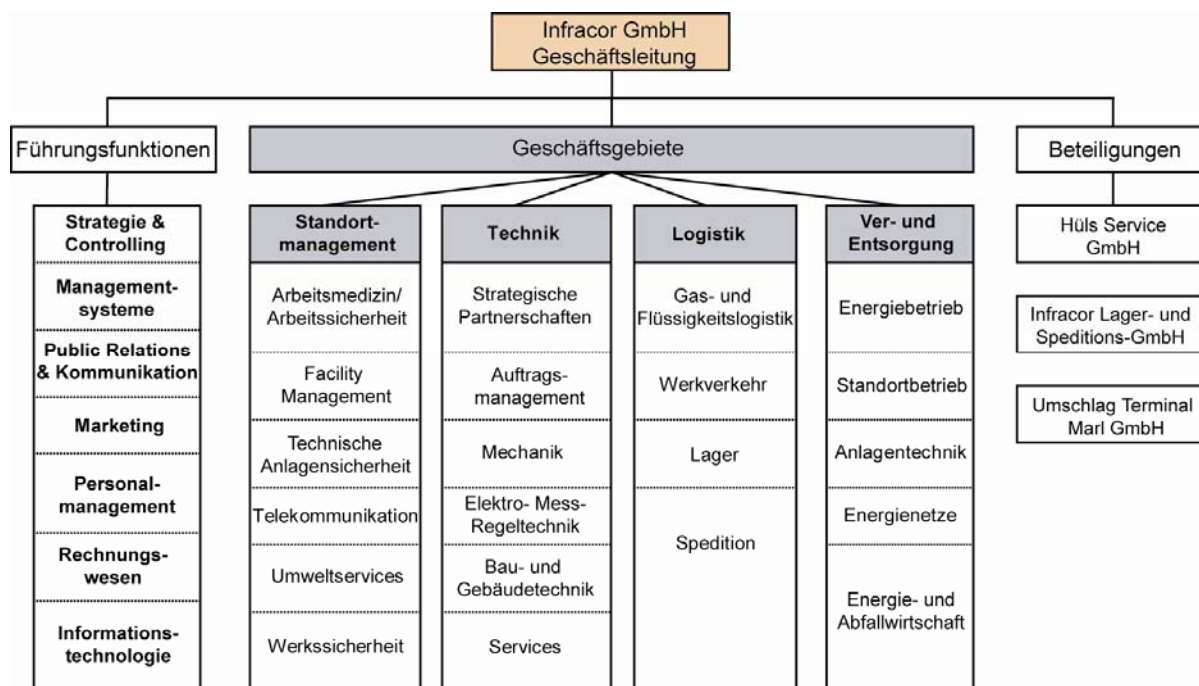 Infracor GmbH
Geschäftsleitung
Führungsfunktionen
Geschäftsgebiete
Beteiligungen
Strategie &
Controlling
Management-
systeme
Public Relations
& Kommunikation
Marketing
Personal-
management
Rechnungs-
wesen
Informations-
technologie
Standort-
management
Arbeitsmedizin/
Arbeitssicherheit
Facility
Management
Technische
Anlagensicherheit
Telekommunikation
Umweltservices
Werkssicherheit
Technik
Strategische
Partnerschaften
Auftrags-
management
Mechanik
Elektro- Mess-
Regeltechnik
Bau- und
Gebäudetechnik
Services
Logistik
Gas- und
Flüssigkeitslogistik
Werkverkehr
Lager
Spedition
Ver- und
Entsorgung
Energiebetrieb
Standortbetrieb
Anlagentechnik
Energienetze
Energie- und
Abfallwirtschaft
Hüls Service
GmbH
Infracor Lager- und
Speditions-GmbH
Umschlag Terminal
Marl GmbH